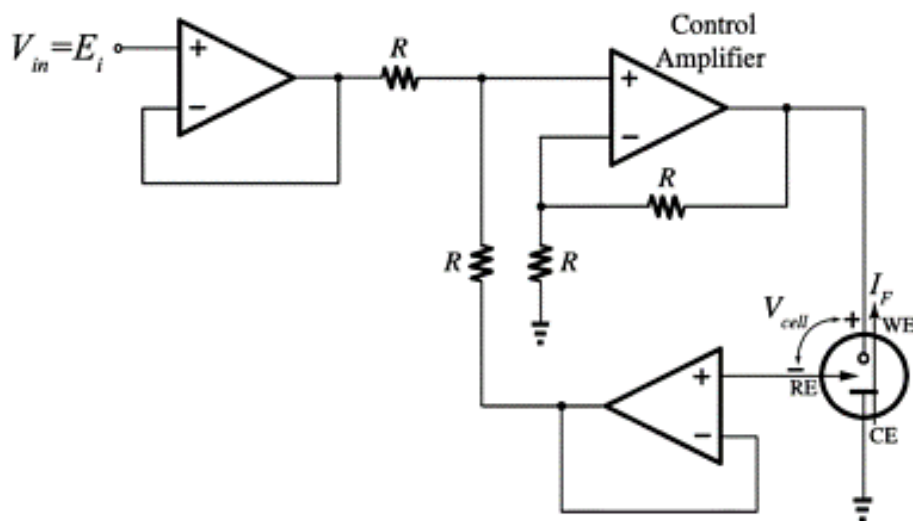 V_in=E_i
+
−
R
Control
Amplifier
+
−
R
R
R
V_cell
+
−
I_F
WE
RE
CE
+
−